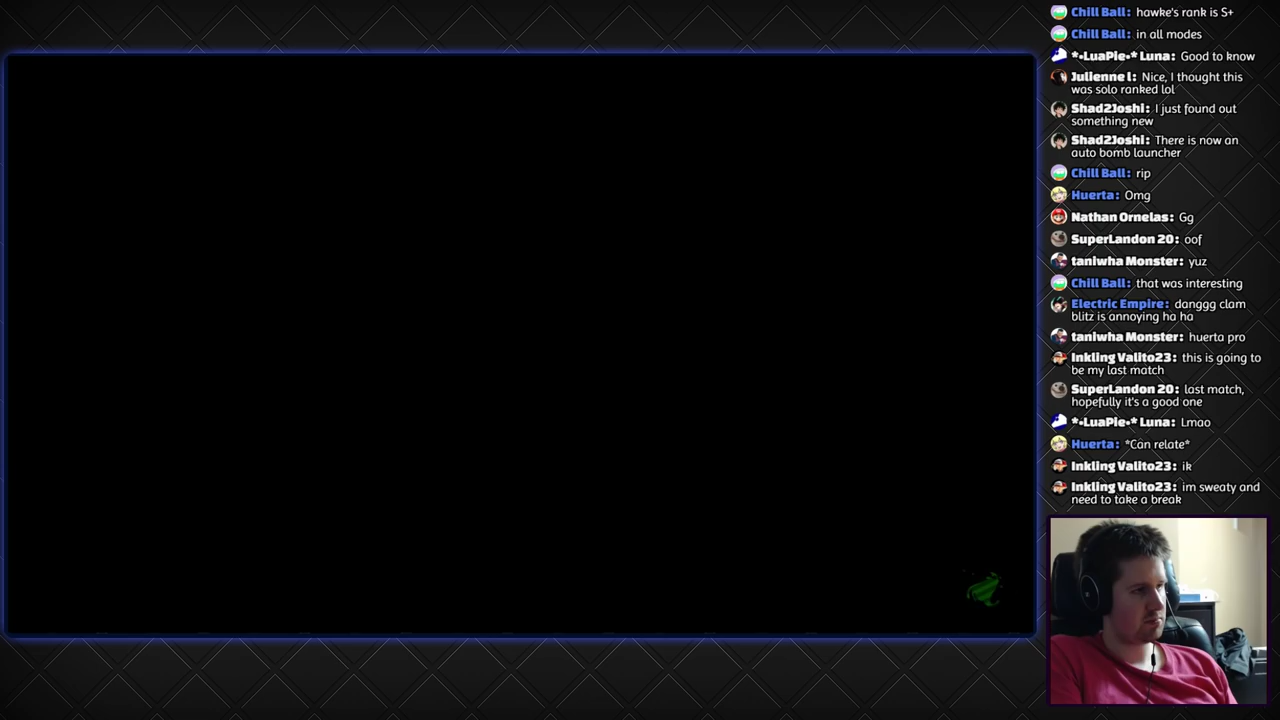 Chill Ball: hawke's rank is S+
Chill Ball: in all modes
*•LuaPie•* Luna: Good to know
Julienne l: Nice, I thought this
was solo ranked lol
Shad2Joshi: I just found out
something new
Shad2Joshi: There is now an
auto bomb launcher
Chill Ball: rip
Huerta: Omg
Nathan Ornelas: Gg
SuperLandon 20: oof
taniwha Monster: yuz
Chill Ball: that was interesting
Electric Empire: danggg clam
blitz is annoying ha ha
taniwha Monster: huerta pro
Inkling Valito23: this is going to
be my last match
SuperLandon 20: last match,
hopefully it's a good one
*•LuaPie•* Luna: Lmao
Huerta: *Can relate*
Inkling Valito23: ik
Inkling Valito23: im sweaty and
need to take a break